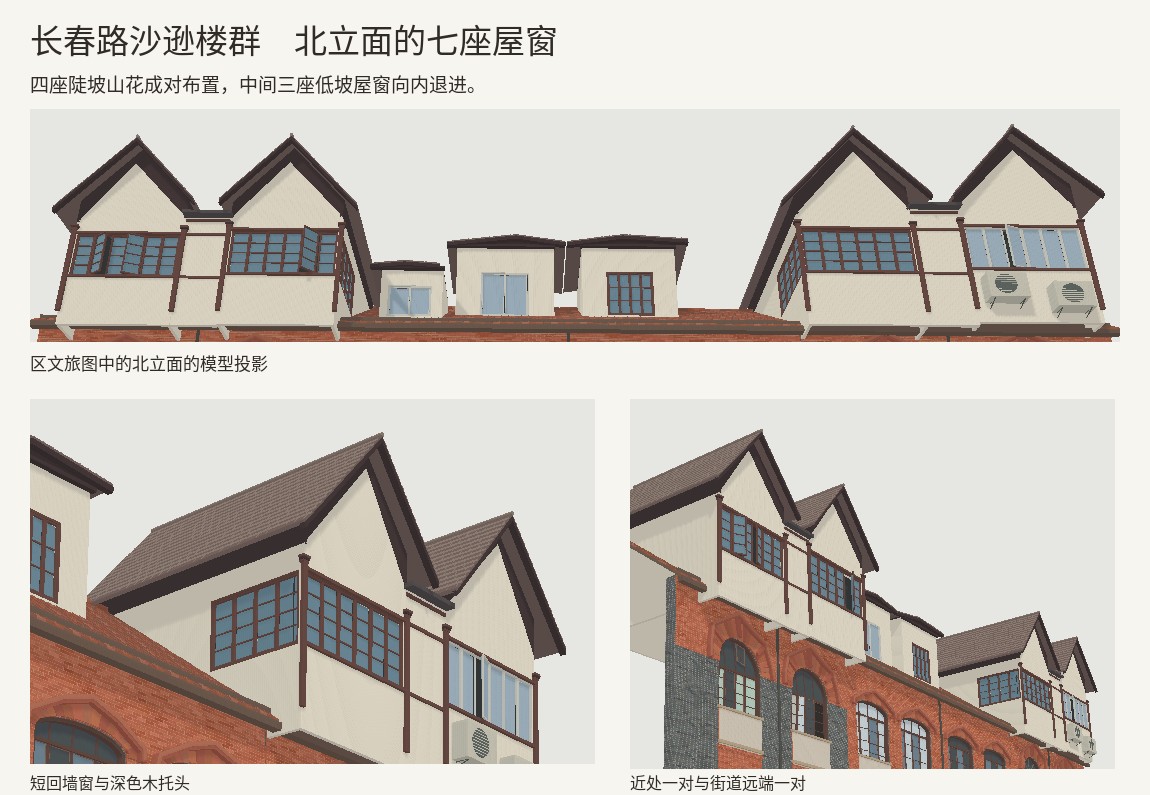 长春路沙逊楼群　北立面的七座屋窗
四座陡坡山花成对布置，中间三座低坡屋窗向内退进。
区文旅图中的北立面的模型投影
短回墙窗与深色木托头
近处一对与街道远端一对